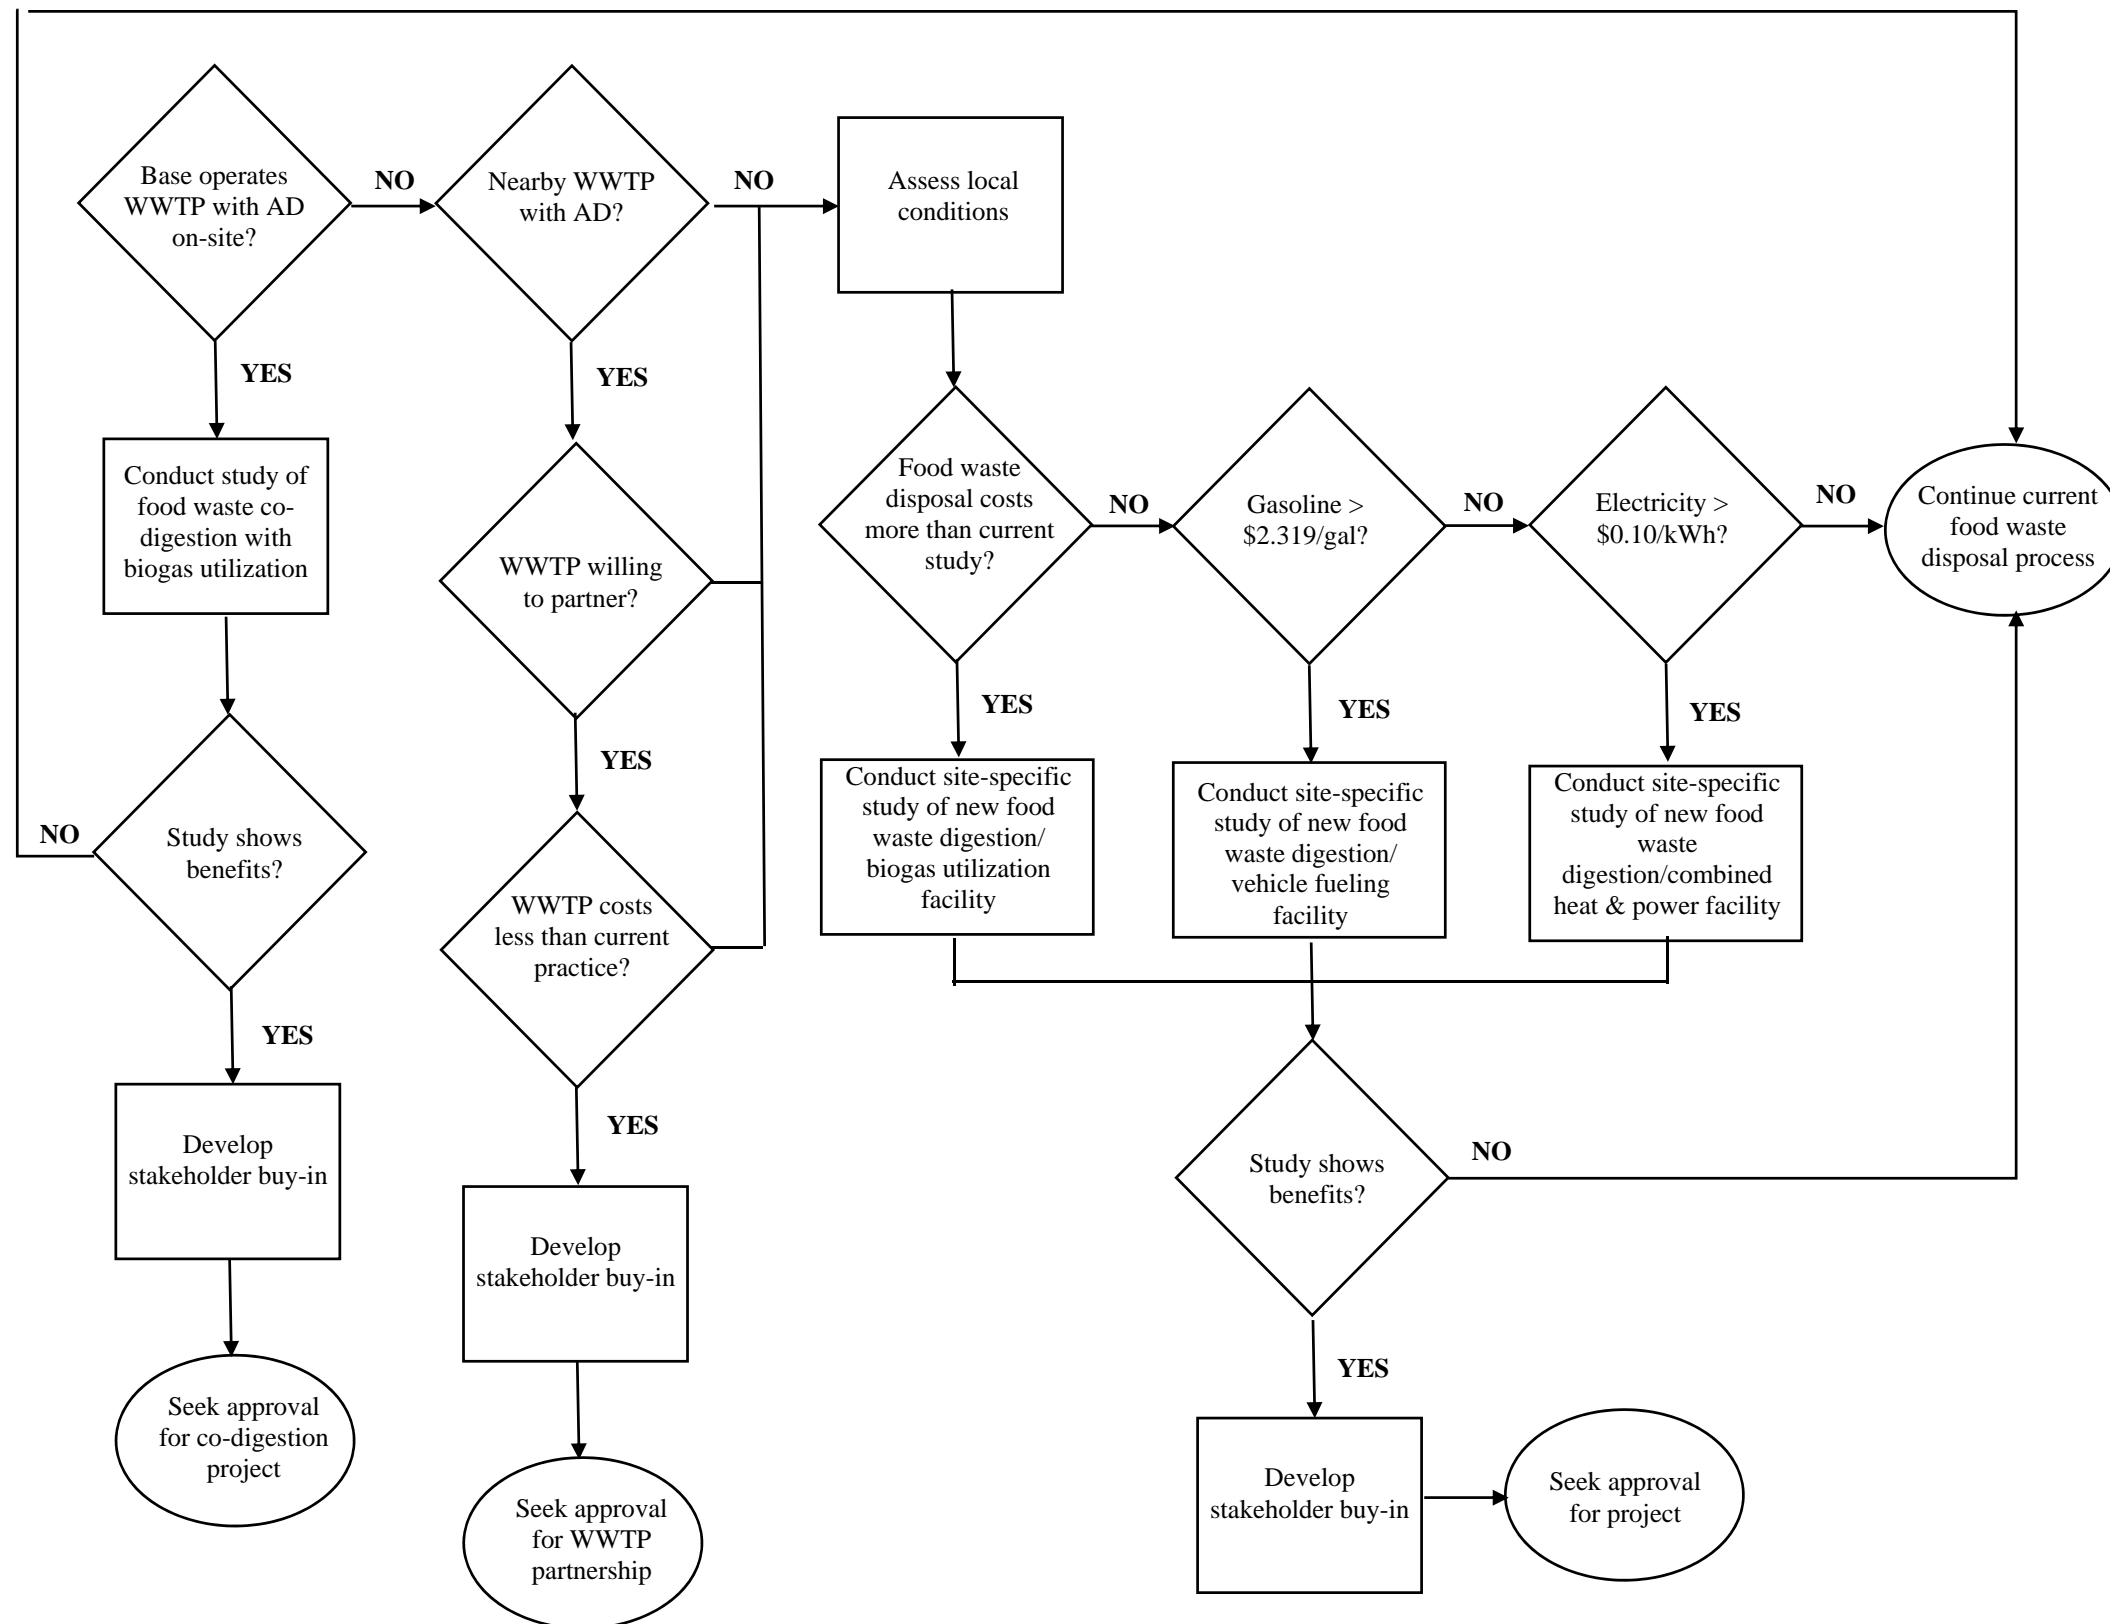 Base operates
WWTP with AD
on-site?
NO
Nearby WWTP
with AD?
NO
Assess local
conditions
YES
YES
Conduct study of
food waste co-
digestion with
biogas utilization
WWTP willing
to partner?
Food waste
disposal costs
more than current
study?
NO
Gasoline >
$2.319/gal?
NO
Electricity >
$0.10/kWh?
NO
Continue current
food waste
disposal process
YES
YES
YES
YES
NO
Study shows
benefits?
WWTP costs
less than current
practice?
Conduct site-specific
study of new food
waste digestion/
biogas utilization
facility
Conduct site-specific
study of new food
waste digestion/
vehicle fueling
facility
Conduct site-specific
study of new food
waste
digestion/combined
heat & power facility
YES
YES
Develop
stakeholder buy-in
Develop
stakeholder buy-in
Study shows
benefits?
NO
YES
Seek approval
for co-digestion
project
Seek approval
for WWTP
partnership
Develop
stakeholder buy-in
Seek approval
for project